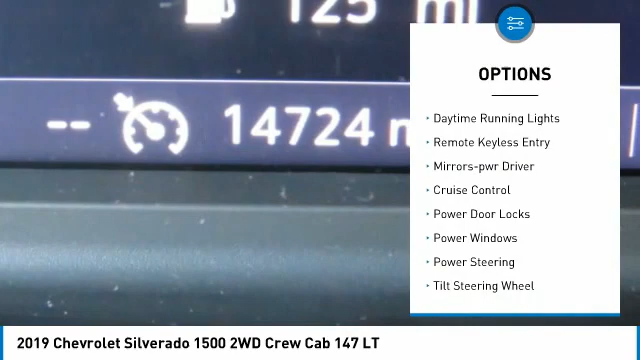 125 mi
-- 14724 m
OPTIONS
Daytime Running Lights
Remote Keyless Entry
Mirrors-pwr Driver
Cruise Control
Power Door Locks
Power Windows
Power Steering
Tilt Steering Wheel
2019 Chevrolet Silverado 1500 2WD Crew Cab 147 LT